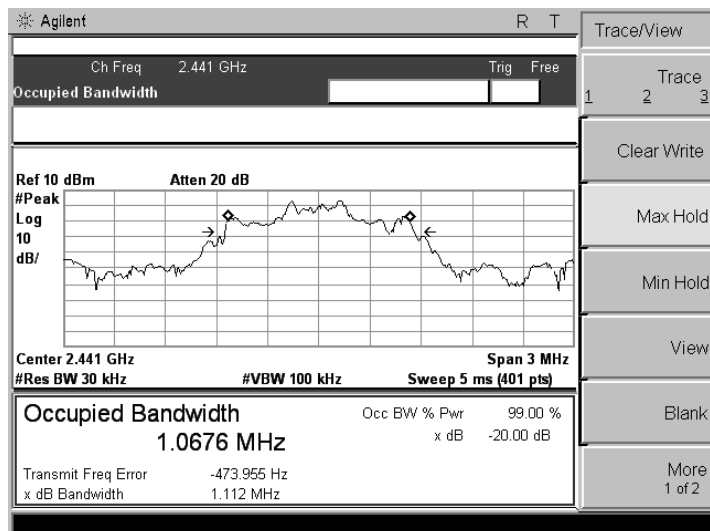 Agilent R T
Trace/View
Ch Freq 2.441 GHz Trig Free
Occupied Bandwidth
Trace
1 2 3
Clear Write
Max Hold
Min Hold
View
Blank
More
1 of 2
Ref 10 dBm Atten 20 dB
#Peak
Log
10
dB/
Center 2.441 GHz Span 3 MHz
#Res BW 30 kHz #VBW 100 kHz Sweep 5 ms (401 pts)
Occupied Bandwidth Occ BW % Pwr 99.00 %
1.0676 MHz x dB -20.00 dB
Transmit Freq Error -473.955 Hz
x dB Bandwidth 1.112 MHz